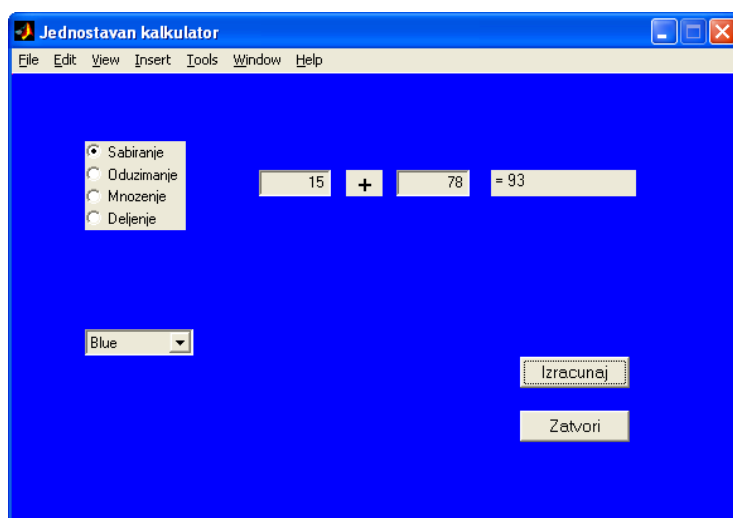 Jednostavan kalkulator
File Edit View Insert Tools Window Help
Sabiranje
Oduzimanje
Mnozenje
Deljenje
15 + 78 = 93
Blue
Izracunaj
Zatvori